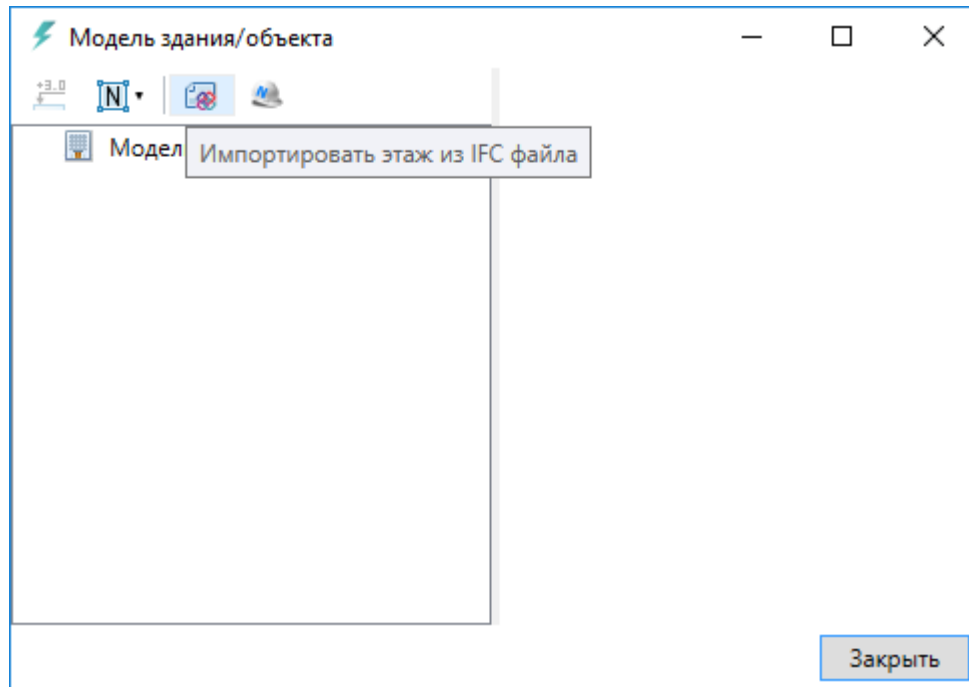 Модель здания/объекта
+3.0
N
Модел
Импортировать этаж из IFC файла
Закрыть